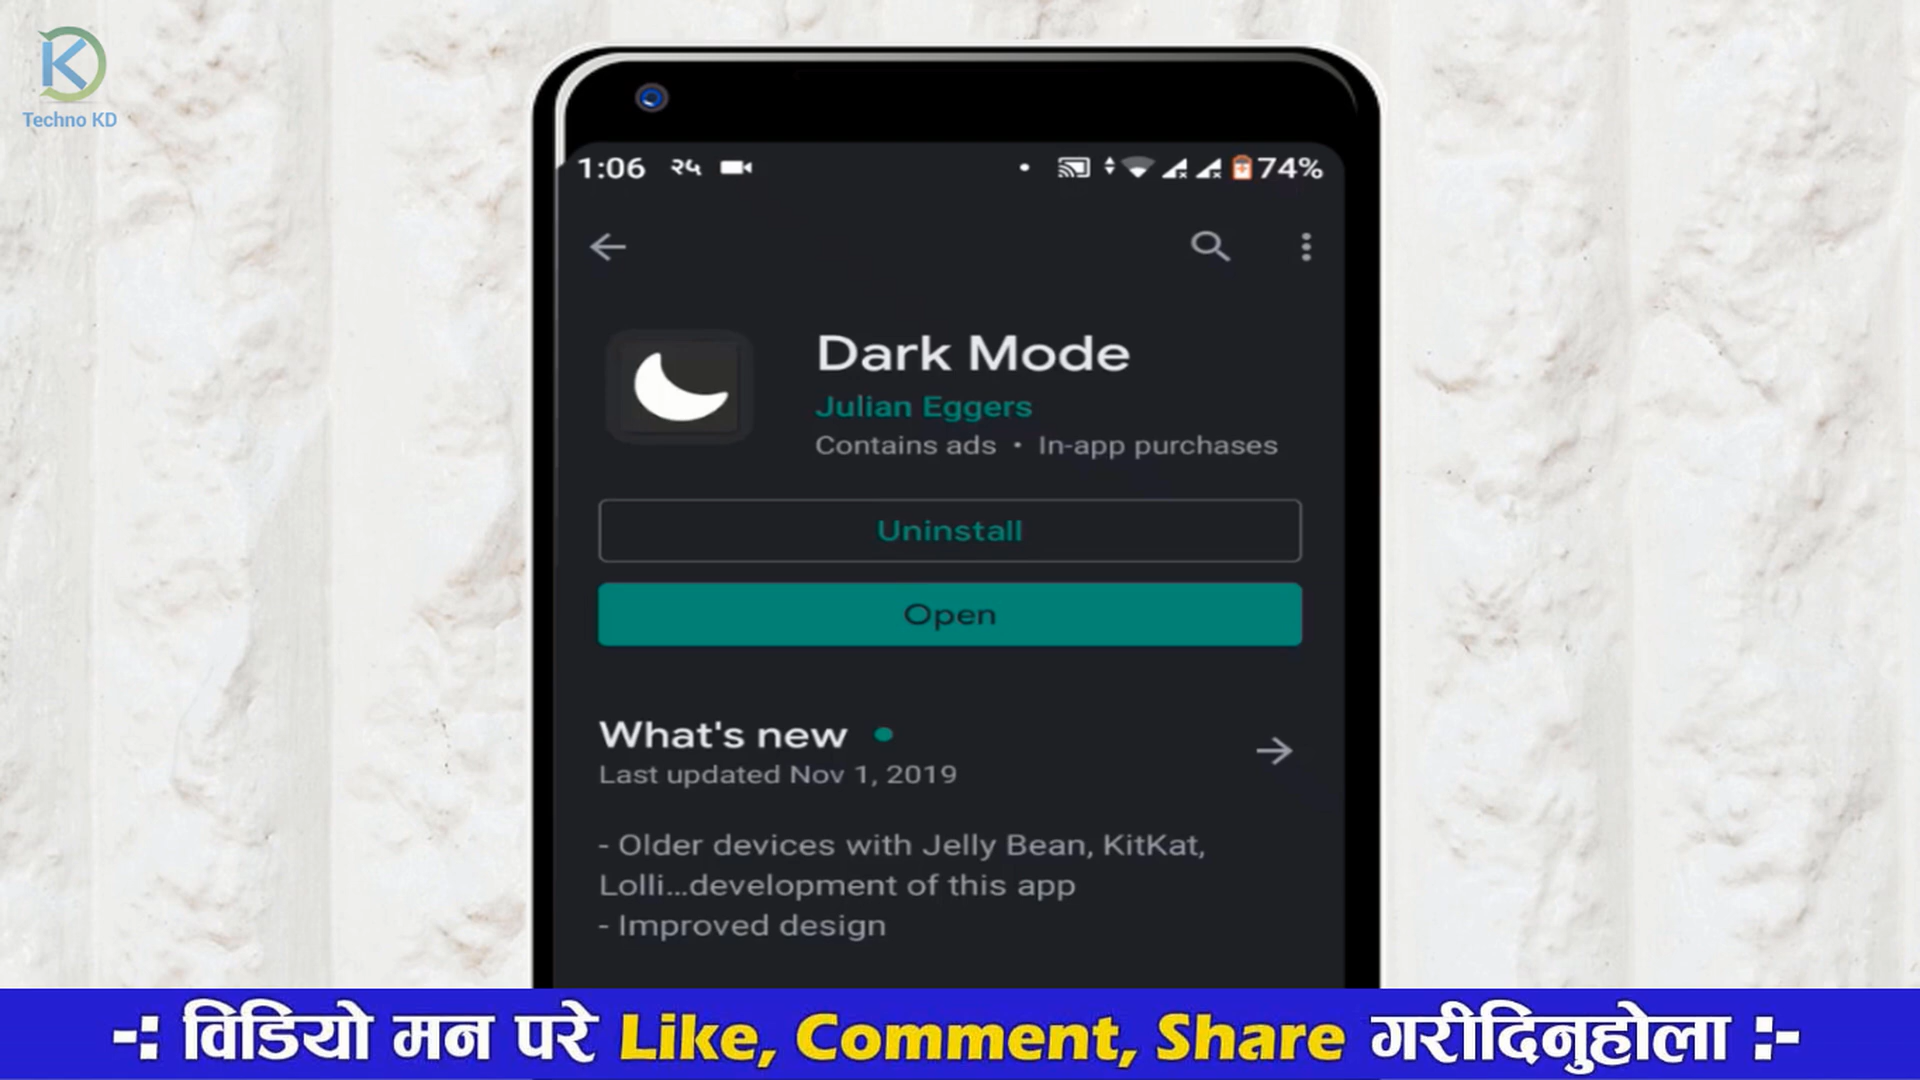 K
Techno KD
1:06 २५ 74%
Dark Mode
Julian Eggers
Contains ads • In-app purchases
Uninstall
Open
What's new
Last updated Nov 1, 2019
- Older devices with Jelly Bean, KitKat,
Lolli...development of this app
- Improved design
-: विडियो मन परे Like, Comment, Share गरीदिनुहोला :-